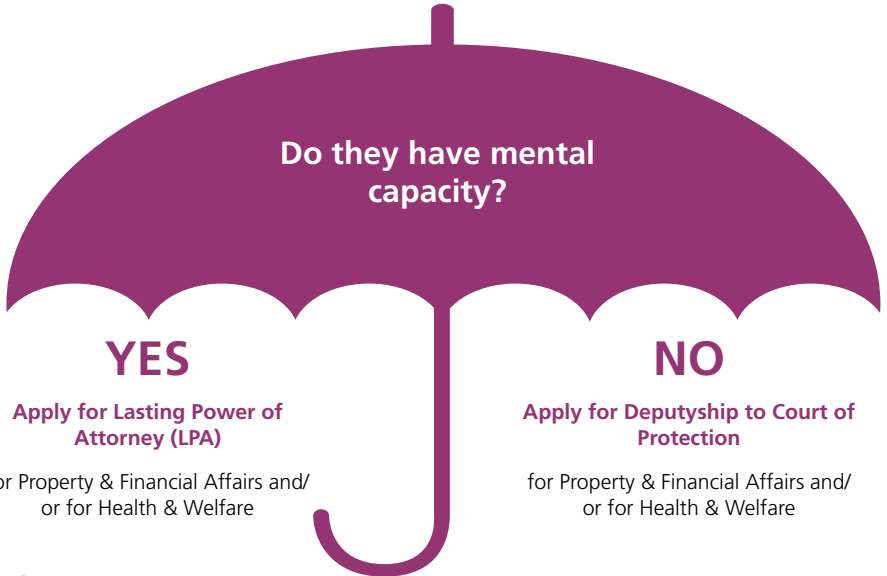 Do they have mental
capacity?
YES
Apply for Lasting Power of
Attorney (LPA)
Property & Financial Affairs and/
or for Health & Welfare
NO
Apply for Deputyship to Court of
Protection
for Property & Financial Affairs and/
or for Health & Welfare